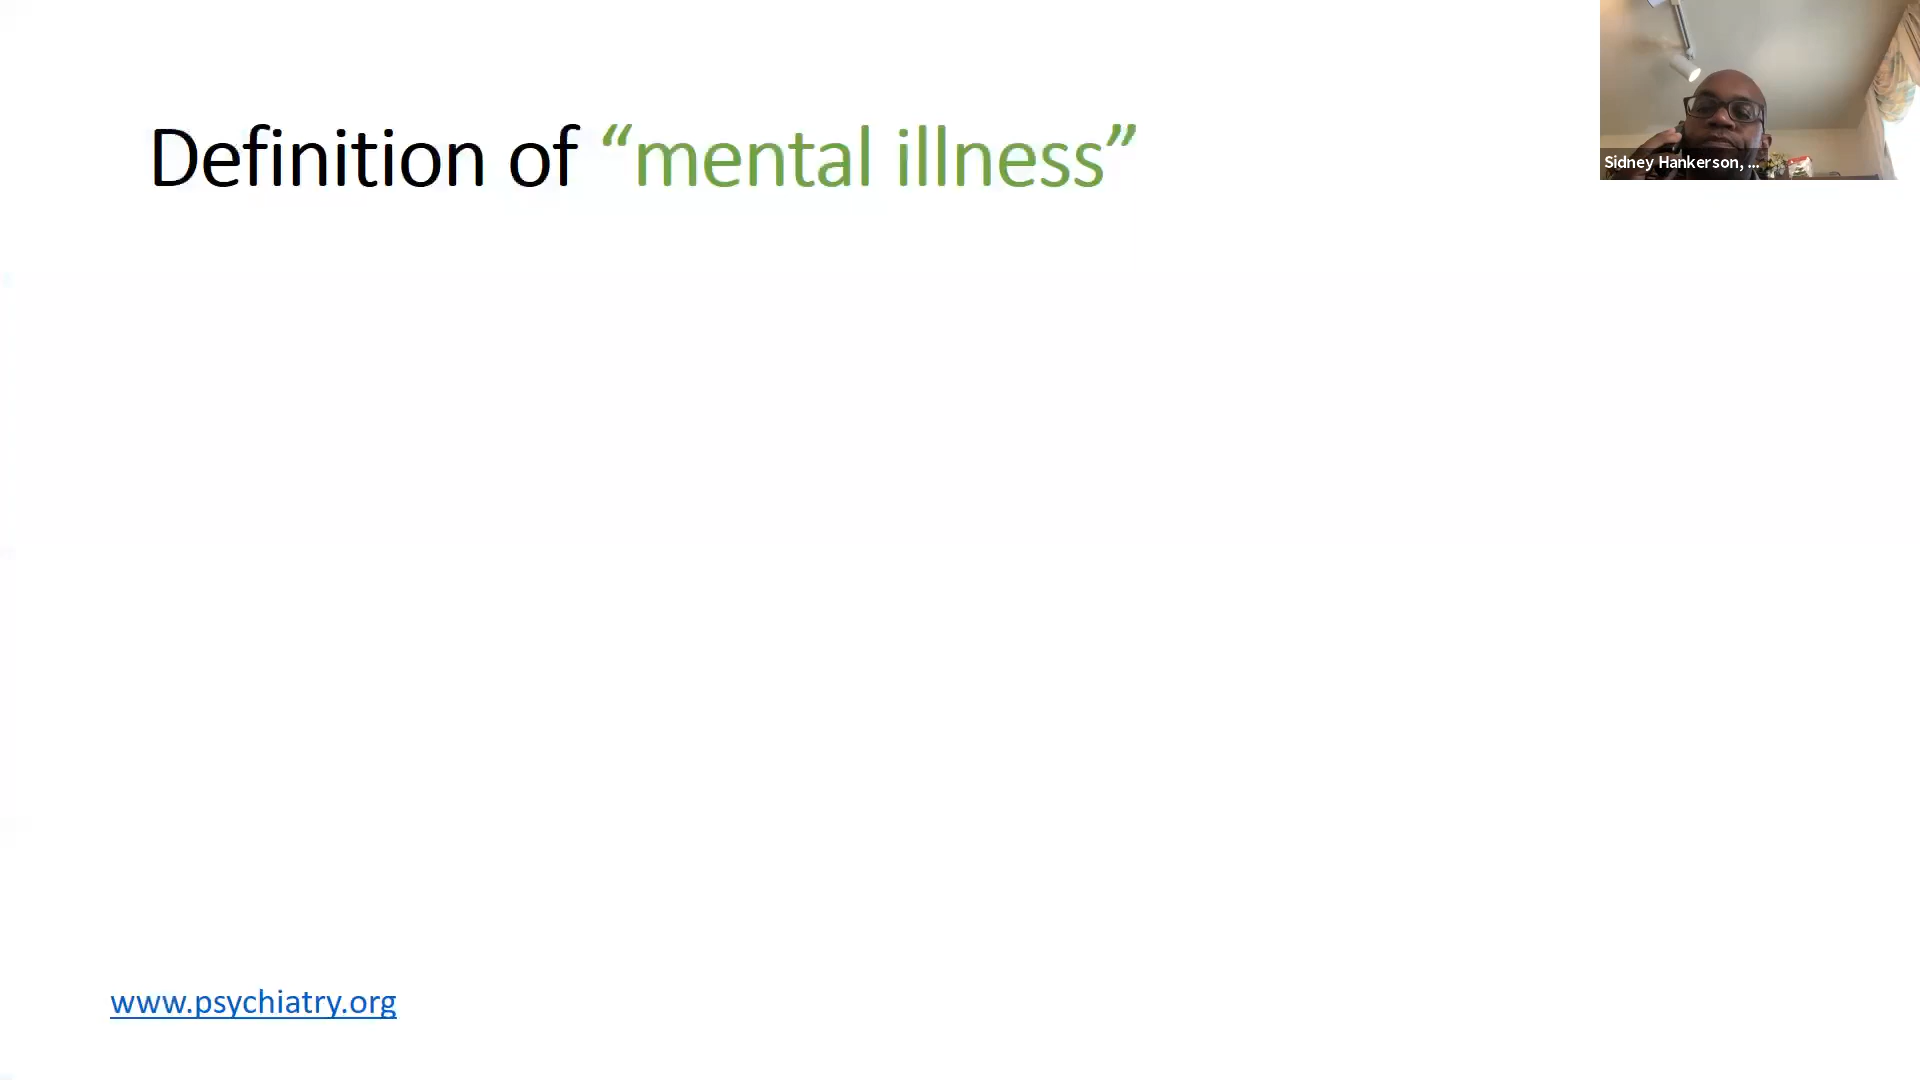 Definition of “mental illness”
Sidney Hankerson, ...
www.psychiatry.org